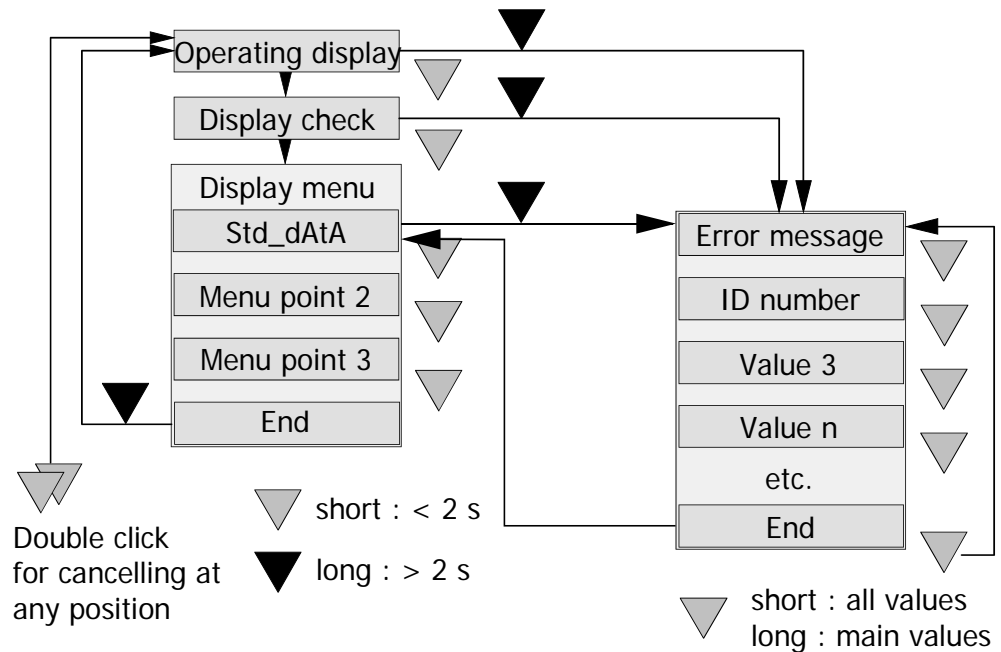 Operating display
Display check
Display menu
Std_dAtA
Menu point 2
Menu point 3
End
Error message
ID number
Value 3
Value n
etc.
End
Double click
for cancelling at
any position
short : < 2 s
long : > 2 s
short : all values
long : main values